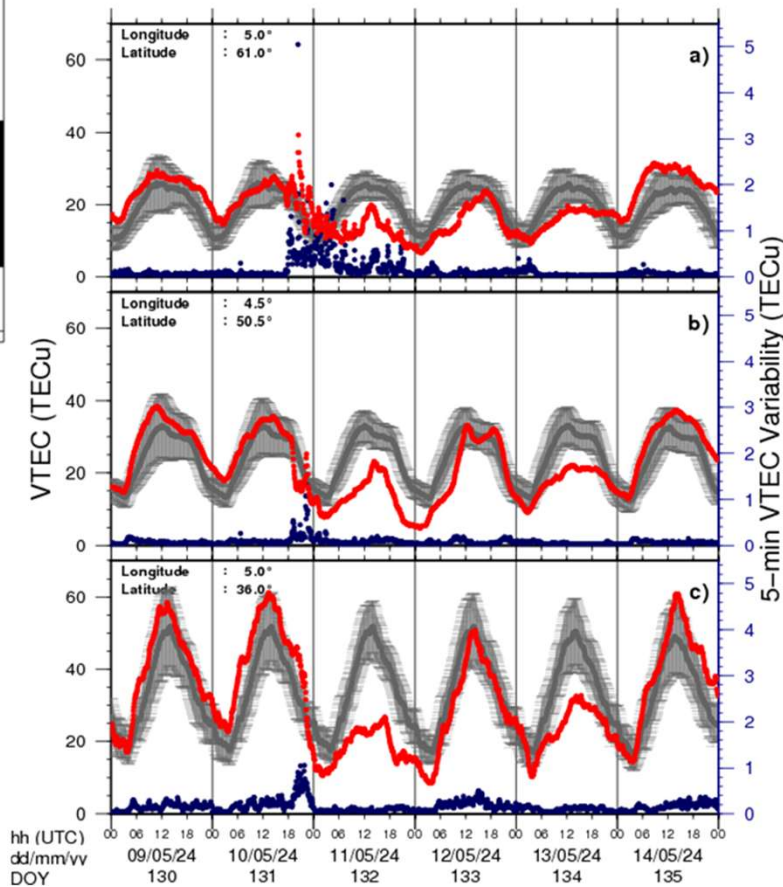 Longitude : 5.0°
Latitude : 61.0°
a)
60
40
20
0
5
4
3
2
1
0
Longitude : 4.5°
Latitude : 50.5°
b)
60
40
20
0
5
4
3
2
1
0
Longitude : 5.0°
Latitude : 36.0°
c)
60
40
20
0
5
4
3
2
1
0
VTEC (TECu)
5-min VTEC Variability (TECu)
hh (UTC) 00 06 12 18 00 06 12 18 00 06 12 18 00 06 12 18 00 06 12 18 00 06 12 18 00
dd/mm/yy 09/05/24 10/05/24 11/05/24 12/05/24 13/05/24 14/05/24
DOY 130 131 132 133 134 135